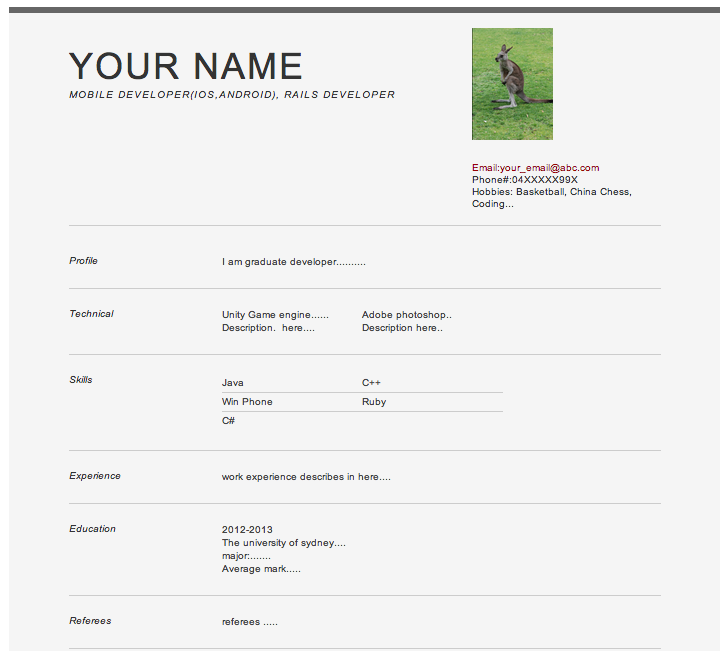 YOUR NAME
MOBILE DEVELOPER(IOS,ANDROID), RAILS DEVELOPER
Email:your_email@abc.com
Phone#:04XXXXX99X
Hobbies: Basketball, China Chess,
Coding...
Profile
I am graduate developer..........
Technical
Unity Game engine...... Adobe photoshop..
Description.  here.... Description here..
Skills
Java C++
Win Phone Ruby
C#
Experience
work experience describes in here....
Education
2012-2013
The university of sydney....
major:.......
Average mark.....
Referees
referees .....